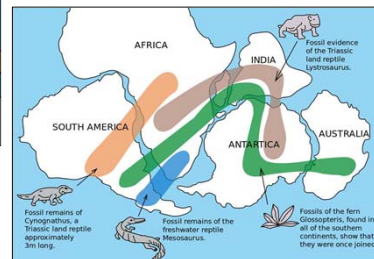 AFRICA
INDIA
Fossil evidence
of the Triassic
land reptile
Lystrosaurus.
SOUTH AMERICA
ANTARTICA
AUSTRALIA
Fossil remains of
Cynognathus, a
Triassic land reptile
approximately
3m long.
Fossil remains of the
freshwater reptile
Mesosaurus.
Fossils of the fern
Glossopteris, found in
all of the southern
continents, show that
they were once joined.